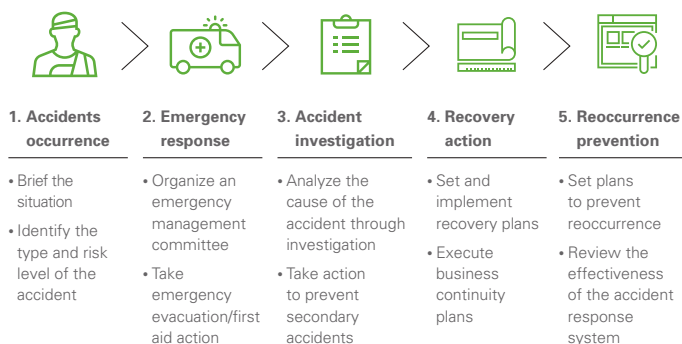 1. Accidents
occurrence
• Brief the
situation
• Identify the
type and risk
level of the
accident
2. Emergency
response
• Organize an
emergency
management
committee
• Take
emergency
evacuation/first
aid action
3. Accident
investigation
• Analyze the
cause of the
accident through
investigation
• Take action
to prevent
secondary
accidents
4. Recovery
action
• Set and
implement
recovery plans
• Execute
business
continuity
plans
5. Reoccurrence
prevention
• Set plans
to prevent
reoccurrence
• Review the
effectiveness
of the accident
response
system